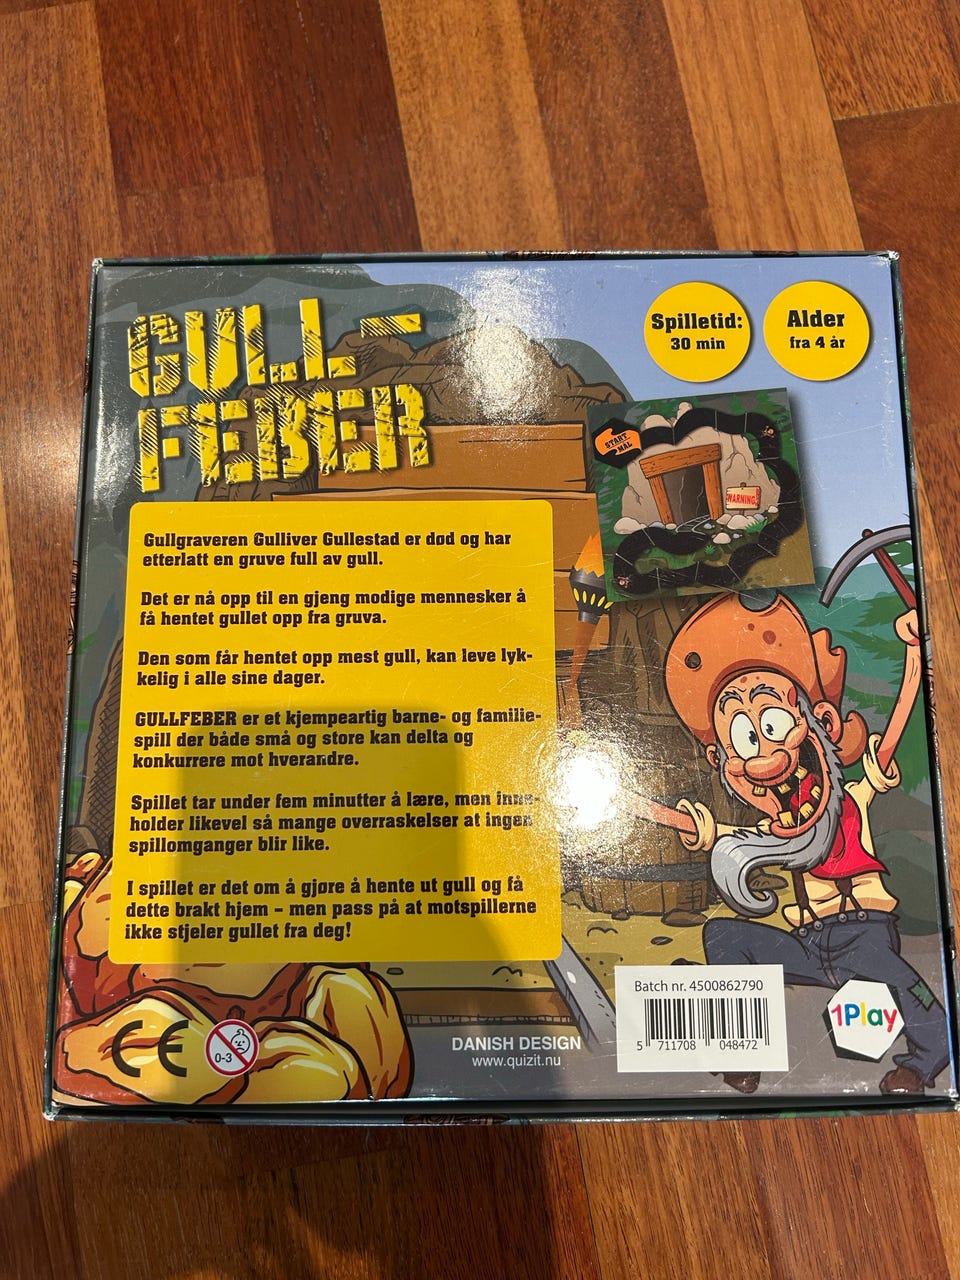 GULL-
FEBER
Spilletid:
30 min
Alder
fra 4 år
START
MÅL
WARNING!
Gullgraveren Gulliver Gullestad er død og har
etterlatt en gruve full av gull.
Det er nå opp til en gjeng modige mennesker å
få hentet gullet opp fra gruva.
Den som får hentet opp mest gull, kan leve lyk-
kelig i alle sine dager.
GULLFEBER er et kjempeartig barne- og familie-
spill der både små og store kan delta og
konkurrere mot hverandre.
Spillet tar under fem minutter å lære, men inne-
holder likevel så mange overraskelser at ingen
spillomganger blir like.
I spillet er det om å gjøre å hente ut gull og få
dette brakt hjem – men pass på at motspillerne
ikke stjeler gullet fra deg!
CE
0-3
DANISH DESIGN
www.quizit.nu
Batch nr. 4500862790
5 711708 048472
1Play